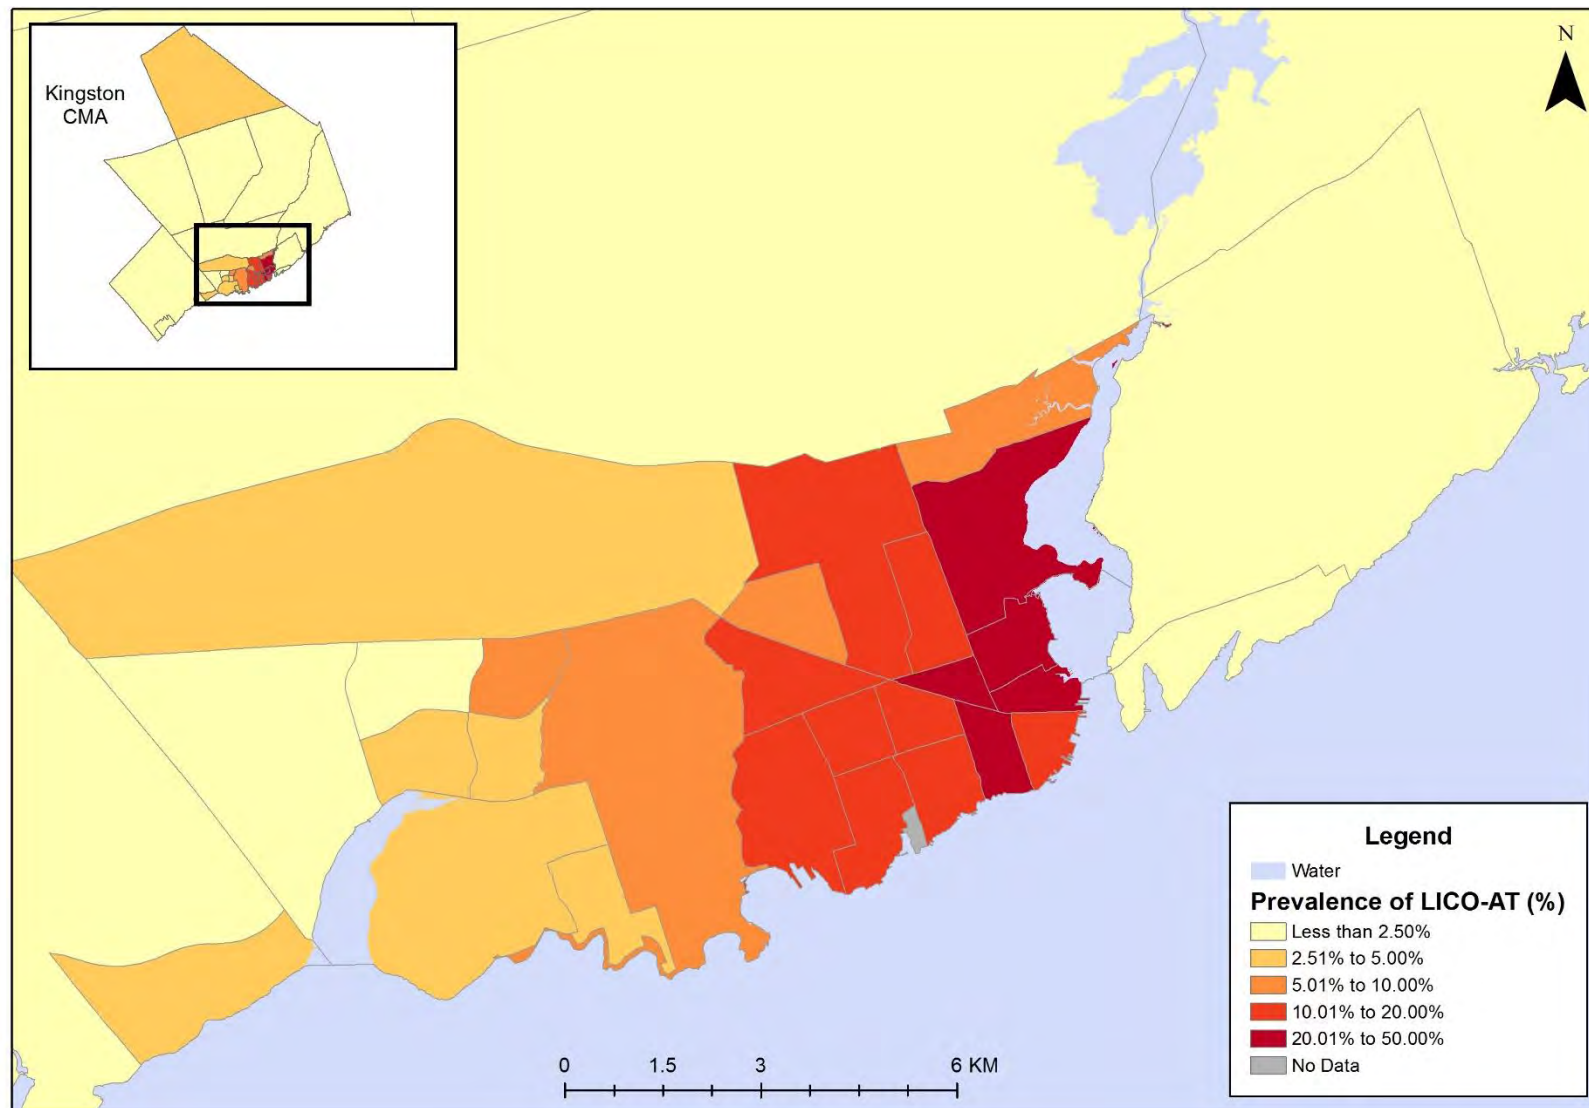 Kingston
CMA
N
Legend
Water
Prevalence of LICO-AT (%)
Less than 2.50%
2.51% to 5.00%
5.01% to 10.00%
10.01% to 20.00%
20.01% to 50.00%
No Data
0 1.5 3 6 KM